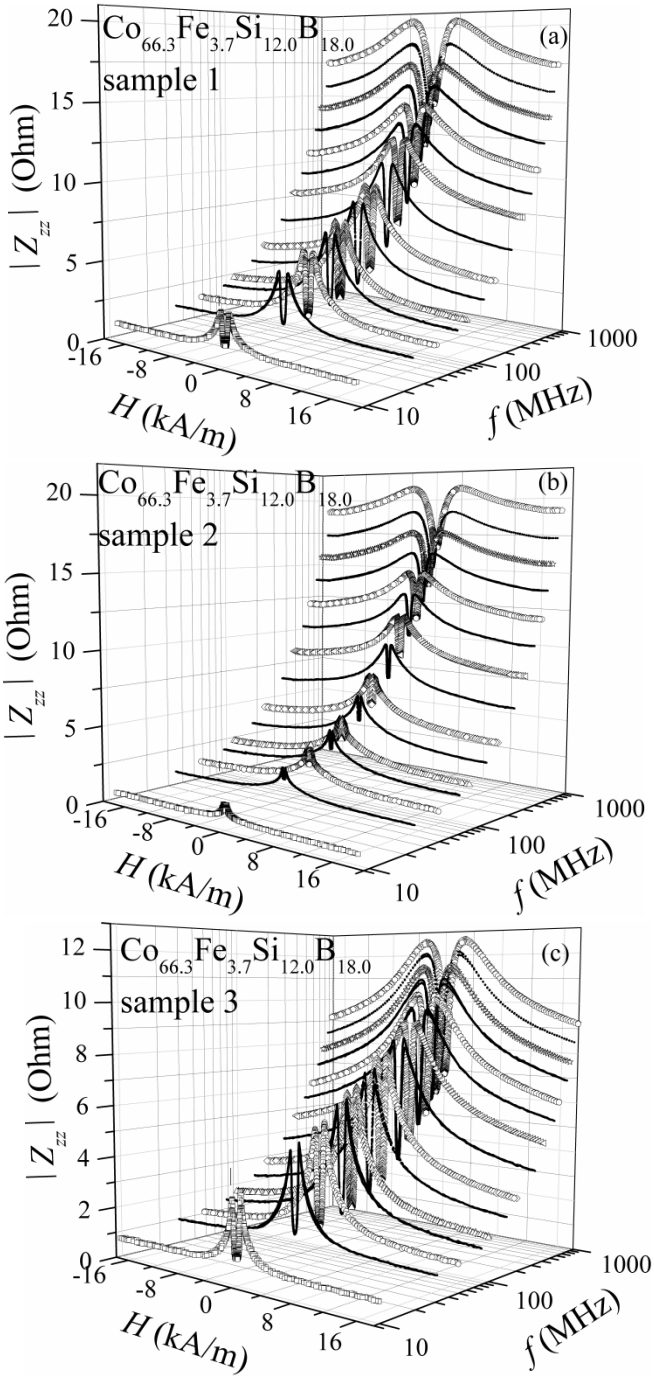 Co66.3Fe3.7Si12.0B18.0 (a)
sample 1
20
15
10
5
0
|Zzz| (Ohm)
-16 -8 0 8 16
H (kA/m)
10 100 1000
f (MHz)
Co66.3Fe3.7Si12.0B18.0 (b)
sample 2
20
15
10
5
0
|Zzz| (Ohm)
-16 -8 0 8 16
H (kA/m)
10 100 1000
f (MHz)
Co66.3Fe3.7Si12.0B18.0 (c)
sample 3
12
10
8
6
4
2
0
|Zzz| (Ohm)
-16 -8 0 8 16
H (kA/m)
10 100 1000
f (MHz)